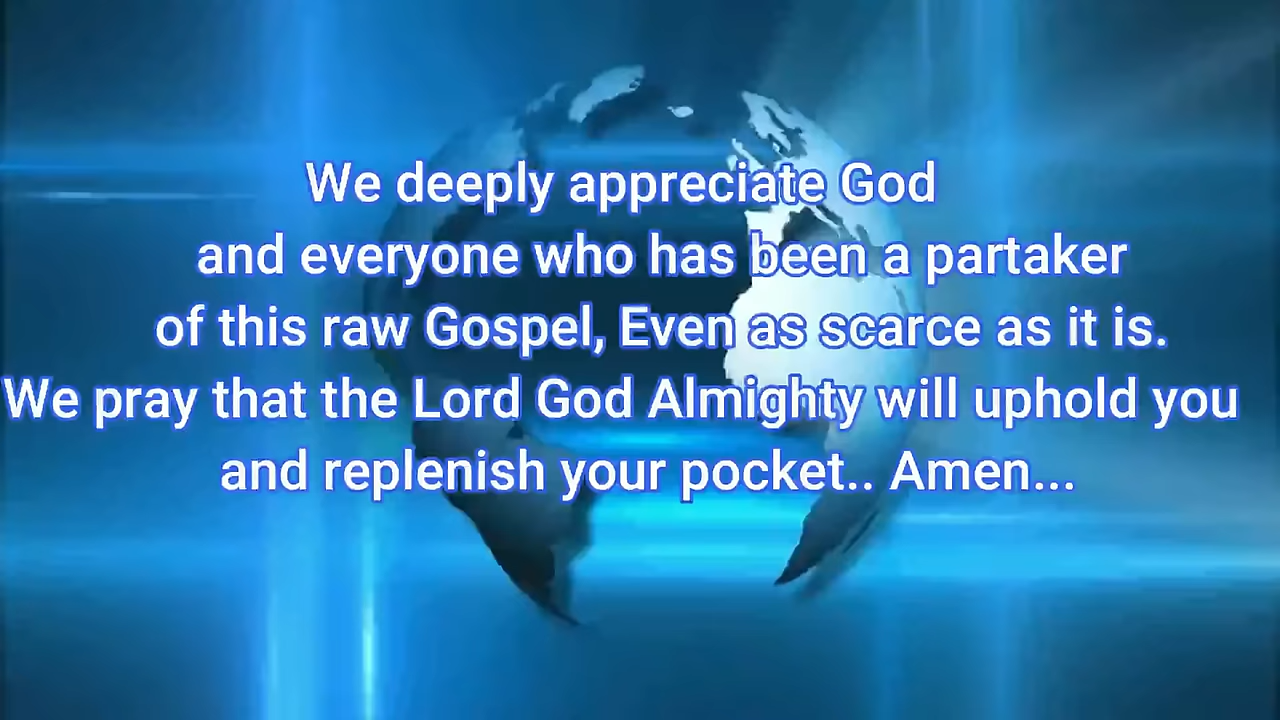 We deeply appreciate God
and everyone who has been a partaker
of this raw Gospel, Even as scarce as it is.
We pray that the Lord God Almighty will uphold you
and replenish your pocket.. Amen...